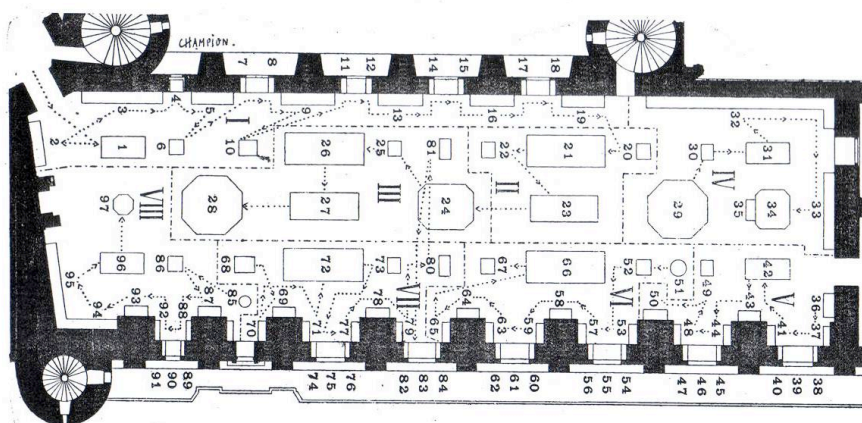 CHAMPION.
7 8 11 12 14 15 17 18
4
3 5 9 13 16 19 32
2 1 6 I 10 26 25 81 22 21 20 30 31
VIII 97 28 27 III 24 II 23 29 IV 35 34 33
96 86 68 72 73 80 67 66 52 51 49 42
95 94 93 92 88 87 85 70 69 71 77 78 VII 79 65 64 63 59 58 57 VI 53 50 48 44 43 V 41 36 37
91 90 89 74 75 76 82 83 84 62 61 60 56 55 54 47 46 45 40 39 38